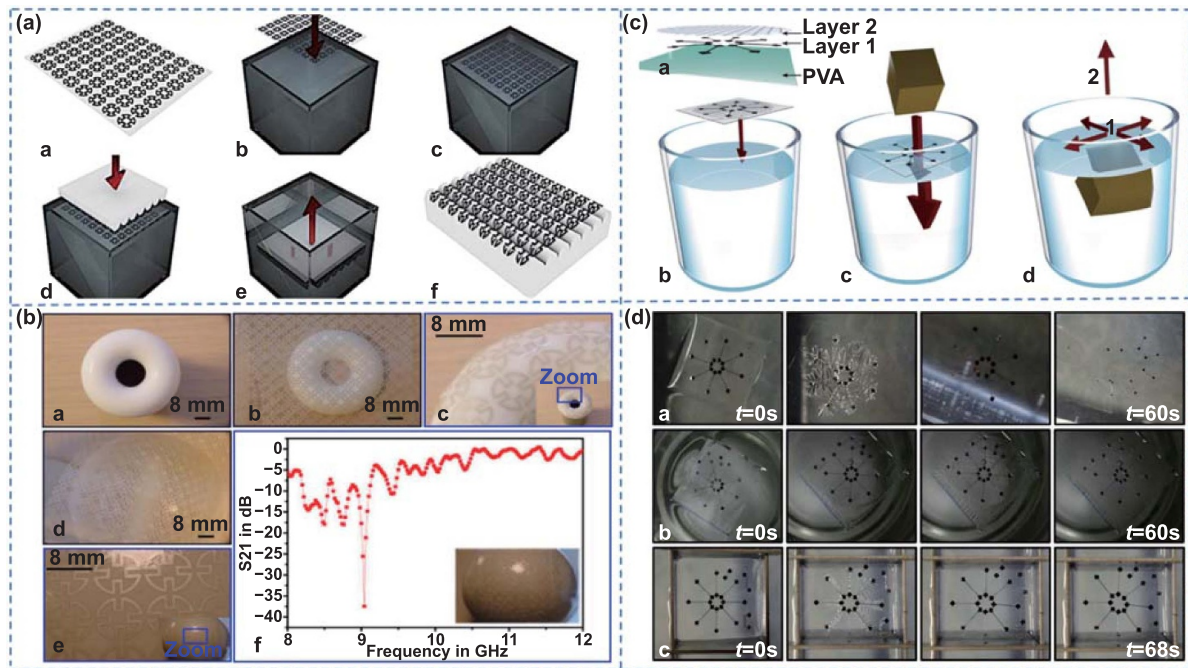 (a)
a
b
c
d
e
f
(b)
a
8 mm
b
8 mm
8 mm
Zoom
c
d
8 mm
8 mm
e
Zoom
0
−5
−10
−15
−20
−25
−30
−35
−40
S21 in dB
8
9
10
11
12
Frequency in GHz
f
(c)
Layer 2
Layer 1
PVA
a
b
c
2
1
d
(d)
a
t=0s
t=60s
b
t=0s
t=60s
c
t=0s
t=68s